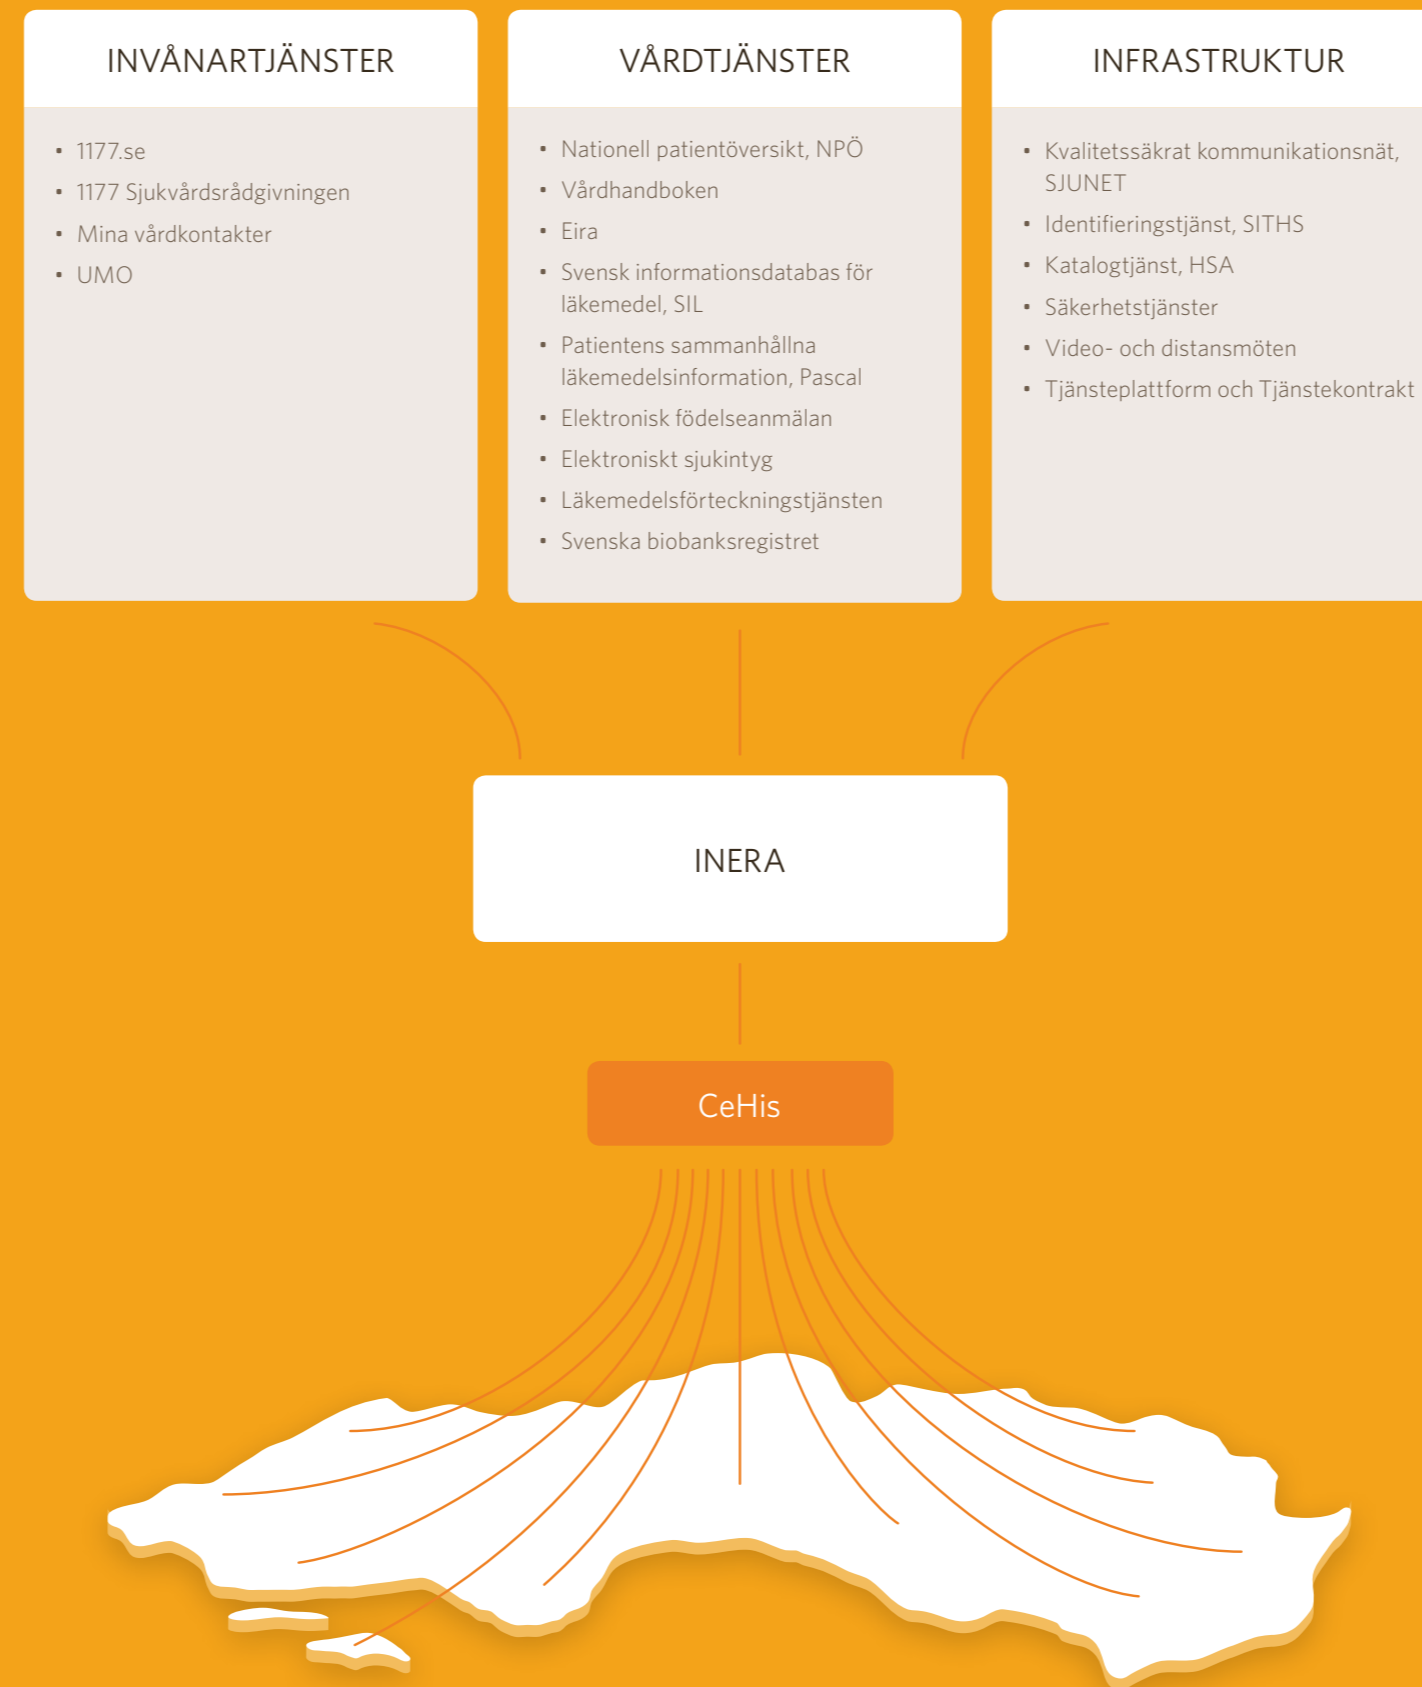 INVÅNARTJÄNSTER
• 1177.se
• 1177 Sjukvårdsrådgivningen
• Mina vårdkontakter
• UMO
VÅRDTJÄNSTER
• Nationell patientöversikt, NPÖ
• Vårdhandboken
• Eira
• Svensk informationsdatabas för
läkemedel, SIL
• Patientens sammanhållna
läkemedelsinformation, Pascal
• Elektronisk födelseanmälan
• Elektroniskt sjukintyg
• Läkemedelsförteckningstjänsten
• Svenska biobanksregistret
INFRASTRUKTUR
• Kvalitetssäkrat kommunikationsnät,
SJUNET
• Identifieringstjänst, SITHS
• Katalogtjänst, HSA
• Säkerhetstjänster
• Video- och distansmöten
• Tjänsteplattform och Tjänstekontrakt
INERA
CeHis